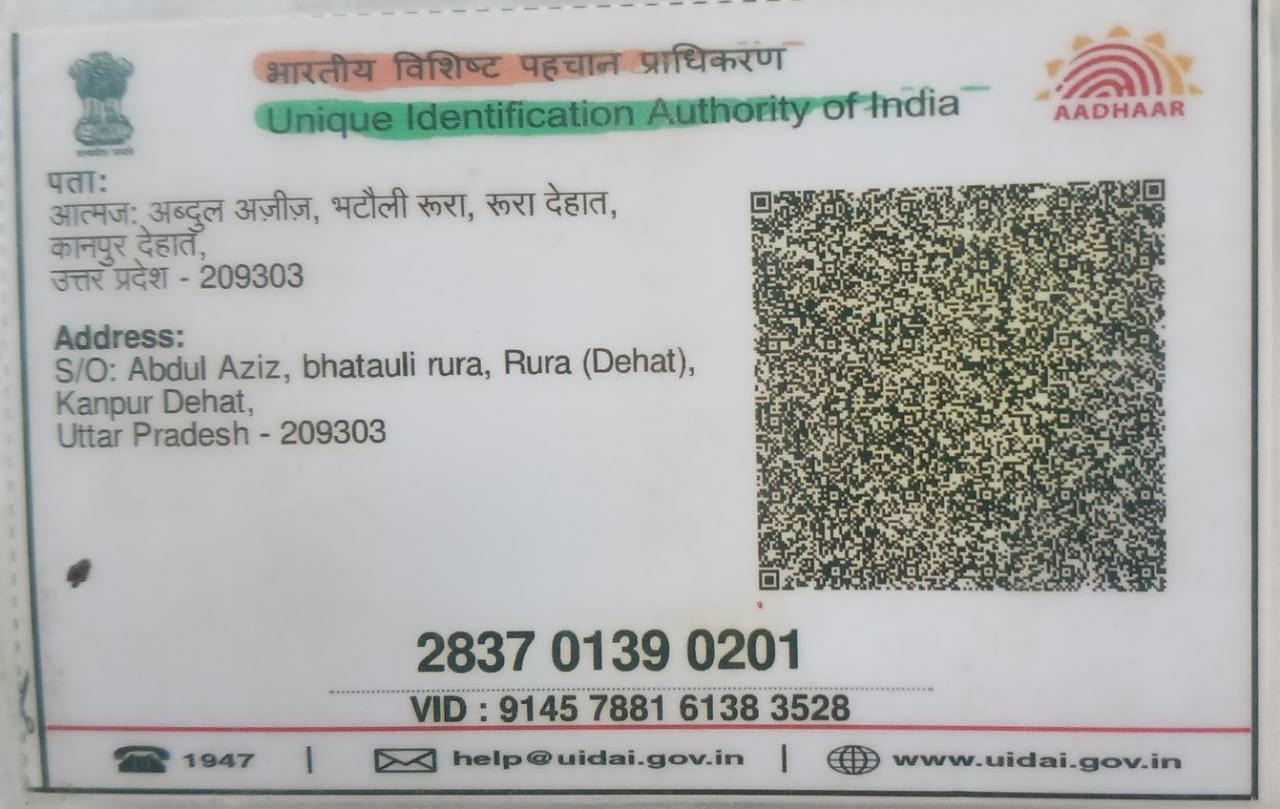 भारतीय विशिष्ट पहचान प्राधिकरण
Unique Identification Authority of India
AADHAAR
पता:
आत्मज: अब्दुल अज़ीज़, भटौली रूरा, रूरा देहात,
कानपुर देहात,
उत्तर प्रदेश - 209303
Address:
S/O: Abdul Aziz, bhatauli rura, Rura (Dehat),
Kanpur Dehat,
Uttar Pradesh - 209303
2837 0139 0201
VID : 9145 7881 6138 3528
1947 | help@uidai.gov.in | www.uidai.gov.in